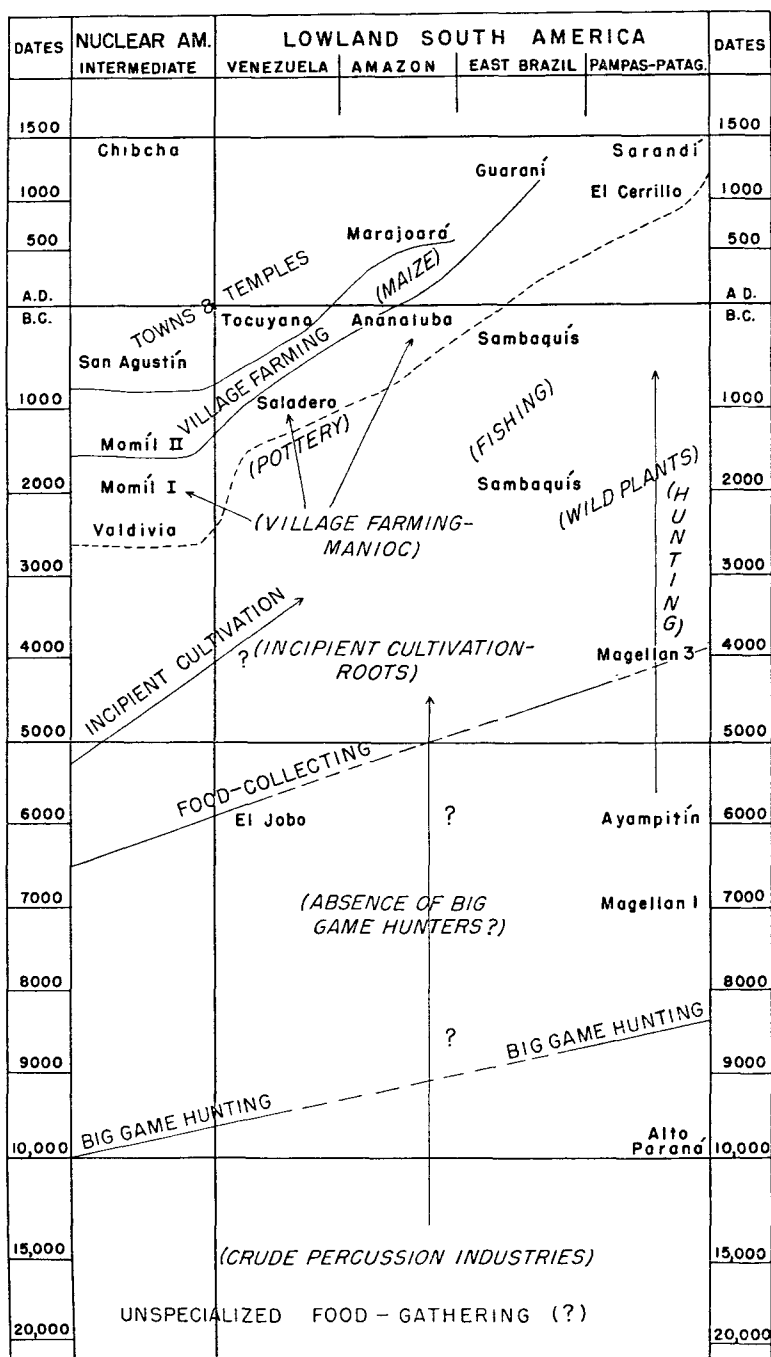 DATES
NUCLEAR AM.
INTERMEDIATE
LOWLAND SOUTH AMERICA
VENEZUELA
AMAZON
EAST BRAZIL
PAMPAS-PATAG.
DATES
1500
1500
Chibcha
Sarandí
Guaraní
1000
El Cerrillo
1000
Marajoará
500
500
(MAIZE)
TOWNS & TEMPLES
A.D.
A D.
B.C.
Tocuyano
Ananatuba
B.C.
VILLAGE FARMING
Sambaquís
San Agustín
1000
Saladero
1000
Momíl II
(POTTERY)
(FISHING)
2000
Momíl I
Sambaquís
(WILD PLANTS)
2000
(HUNTING)
Valdivia
(VILLAGE FARMING-
MANIOC)
3000
3000
INCIPIENT CULTIVATION
4000
? (INCIPIENT CULTIVATION-
ROOTS)
Magellan 3
4000
5000
5000
FOOD-COLLECTING
6000
El Jobo
?
Ayampitín
6000
7000
(ABSENCE OF BIG
GAME HUNTERS?)
Magellan I
7000
8000
8000
?
BIG GAME HUNTING
9000
9000
BIG GAME HUNTING
10,000
Alto
Paraná
10,000
15,000
(CRUDE PERCUSSION INDUSTRIES)
15,000
UNSPECIALIZED FOOD-GATHERING (?)
20,000
20,000